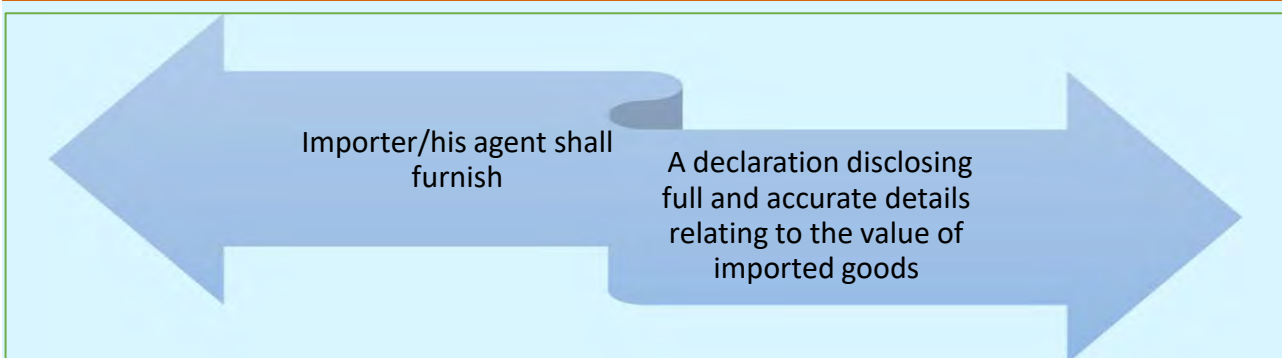 Importer/his agent shall
furnish
A declaration disclosing
full and accurate details
relating to the value of
imported goods